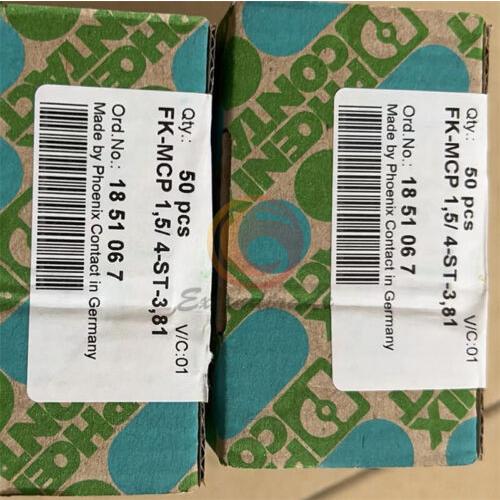 Qty.: 50 pcs
FK-MCP 1,5/ 4-ST-3,81
V/C:01
Ord.No.: 18 51 06 7
Made by Phoenix Contact in Germany
Qty.: 50 pcs
FK-MCP 1,5/ 4-ST-3,81
V/C:01
Ord.No.: 18 51 06 7
Made by Phoenix Contact in Germany
PHOENIX
CONTACT
PHOENIX
CONTACT